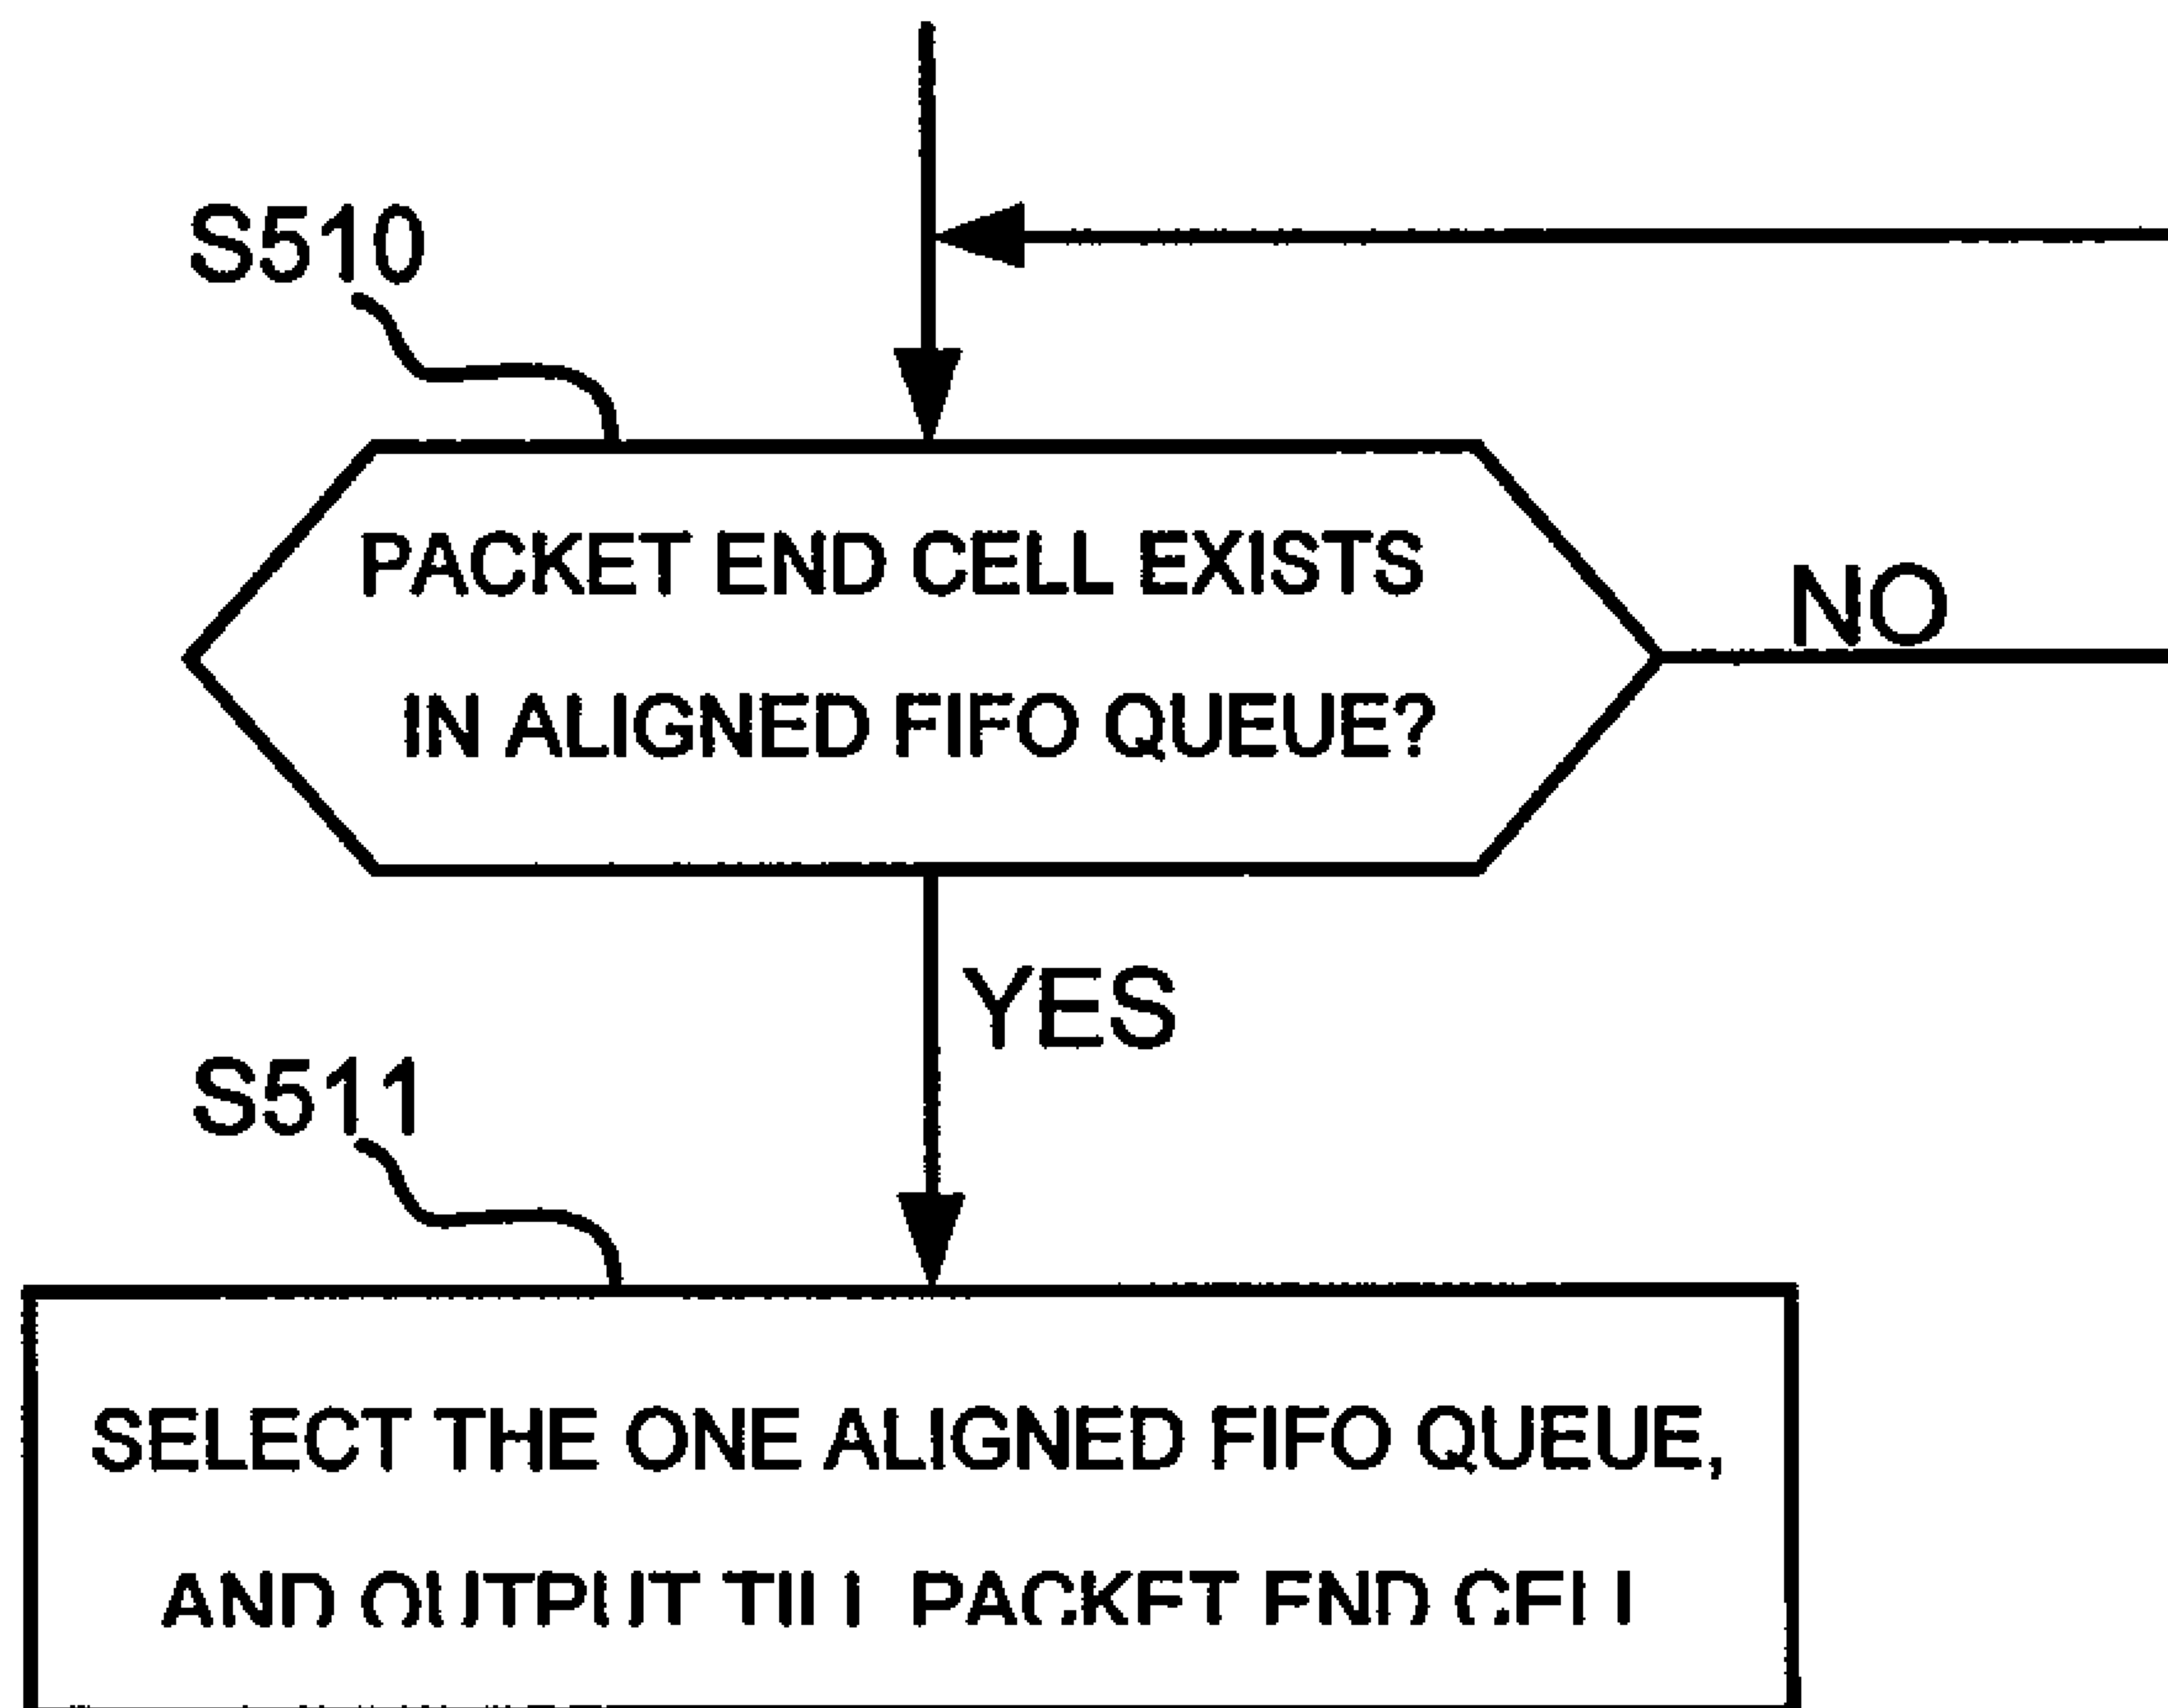 S510
PACKET END CELL EXISTS
IN ALIGNED FIFO QUEUE?
NO
YES
S511
SELECT THE ONE ALIGNED FIFO QUEUE,
AND OUTPUT TILL PACKET END CELL